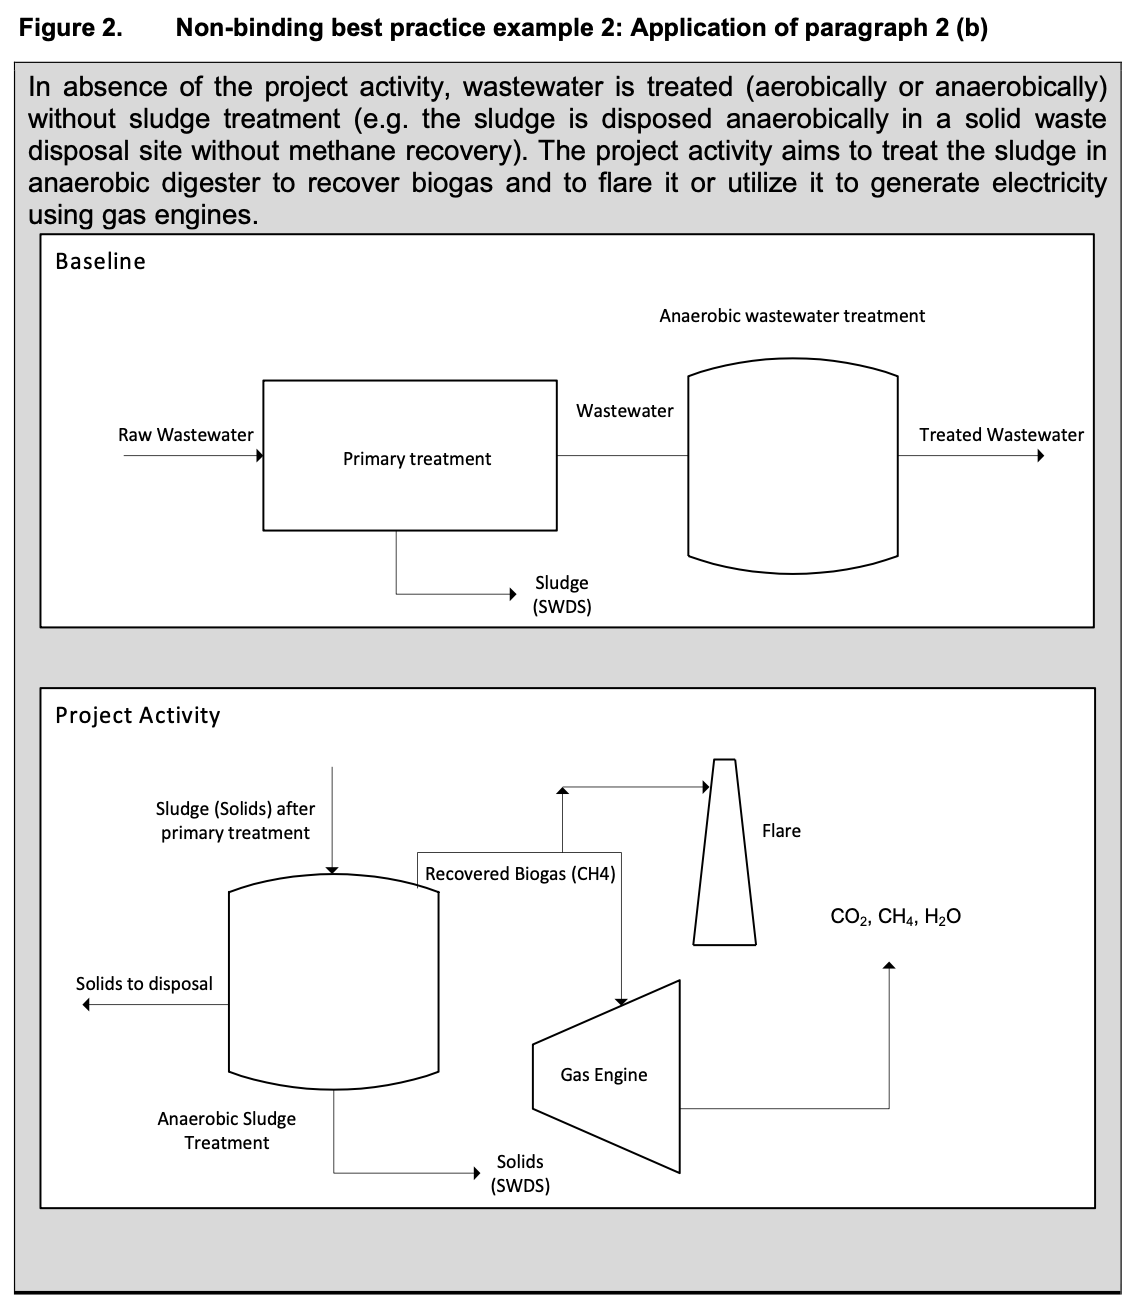 Figure 2. Non-binding best practice example 2: Application of paragraph 2 (b)
In absence of the project activity, wastewater is treated (aerobically or anaerobically)
without sludge treatment (e.g. the sludge is disposed anaerobically in a solid waste
disposal site without methane recovery). The project activity aims to treat the sludge in
anaerobic digester to recover biogas and to flare it or utilize it to generate electricity
using gas engines.
Baseline
Anaerobic wastewater treatment
Wastewater
Raw Wastewater
Treated Wastewater
Primary treatment
Sludge
(SWDS)
Project Activity
Sludge (Solids) after
primary treatment
Flare
Recovered Biogas (CH4)
CO₂, CH₄, H₂O
Solids to disposal
Gas Engine
Anaerobic Sludge
Treatment
Solids
(SWDS)